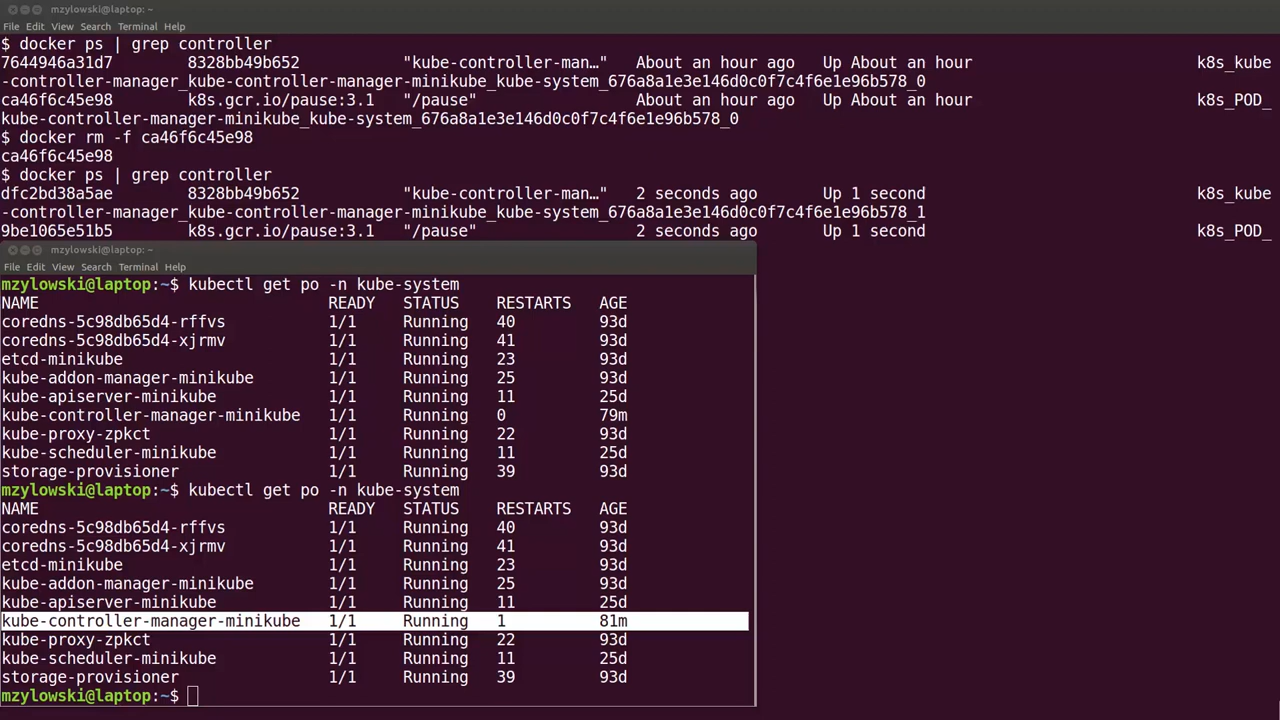 mzylowski@laptop: ~
File Edit View Search Terminal Help
$ docker ps | grep controller
7644946a31d7 8328bb49b652 "kube-controller-man…" About an hour ago Up About an hour k8s_kube
-controller-manager_kube-controller-manager-minikube_kube-system_676a8a1e3e146d0c0f7c4f6e1e96b578_0
ca46f6c45e98 k8s.gcr.io/pause:3.1 "/pause" About an hour ago Up About an hour k8s_POD_
kube-controller-manager-minikube_kube-system_676a8a1e3e146d0c0f7c4f6e1e96b578_0
$ docker rm -f ca46f6c45e98
ca46f6c45e98
$ docker ps | grep controller
dfc2bd38a5ae 8328bb49b652 "kube-controller-man…" 2 seconds ago Up 1 second k8s_kube
-controller-manager_kube-controller-manager-minikube_kube-system_676a8a1e3e146d0c0f7c4f6e1e96b578_1
9be1065e51b5 k8s.gcr.io/pause:3.1 "/pause" 2 seconds ago Up 1 second k8s_POD_
mzylowski@laptop: ~
File Edit View Search Terminal Help
mzylowski@laptop:~$ kubectl get po -n kube-system
NAME READY STATUS RESTARTS AGE
coredns-5c98db65d4-rffvs 1/1 Running 40 93d
coredns-5c98db65d4-xjrmv 1/1 Running 41 93d
etcd-minikube 1/1 Running 23 93d
kube-addon-manager-minikube 1/1 Running 25 93d
kube-apiserver-minikube 1/1 Running 11 25d
kube-controller-manager-minikube 1/1 Running 0 79m
kube-proxy-zpkct 1/1 Running 22 93d
kube-scheduler-minikube 1/1 Running 11 25d
storage-provisioner 1/1 Running 39 93d
mzylowski@laptop:~$ kubectl get po -n kube-system
NAME READY STATUS RESTARTS AGE
coredns-5c98db65d4-rffvs 1/1 Running 40 93d
coredns-5c98db65d4-xjrmv 1/1 Running 41 93d
etcd-minikube 1/1 Running 23 93d
kube-addon-manager-minikube 1/1 Running 25 93d
kube-apiserver-minikube 1/1 Running 11 25d
kube-controller-manager-minikube 1/1 Running 1 81m
kube-proxy-zpkct 1/1 Running 22 93d
kube-scheduler-minikube 1/1 Running 11 25d
storage-provisioner 1/1 Running 39 93d
mzylowski@laptop:~$